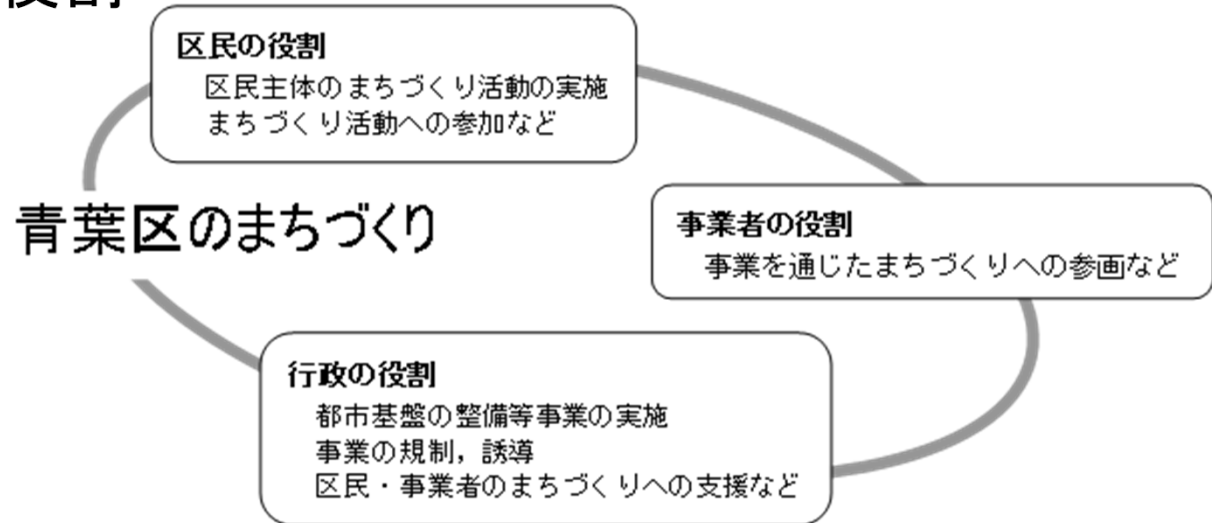 役割
区民の役割
区民主体のまちづくり活動の実施
まちづくり活動への参加など
青葉区のまちづくり
事業者の役割
事業を通じたまちづくりへの参画など
行政の役割
都市基盤の整備等事業の実施
事業の規制，誘導
区民・事業者のまちづくりへの支援など